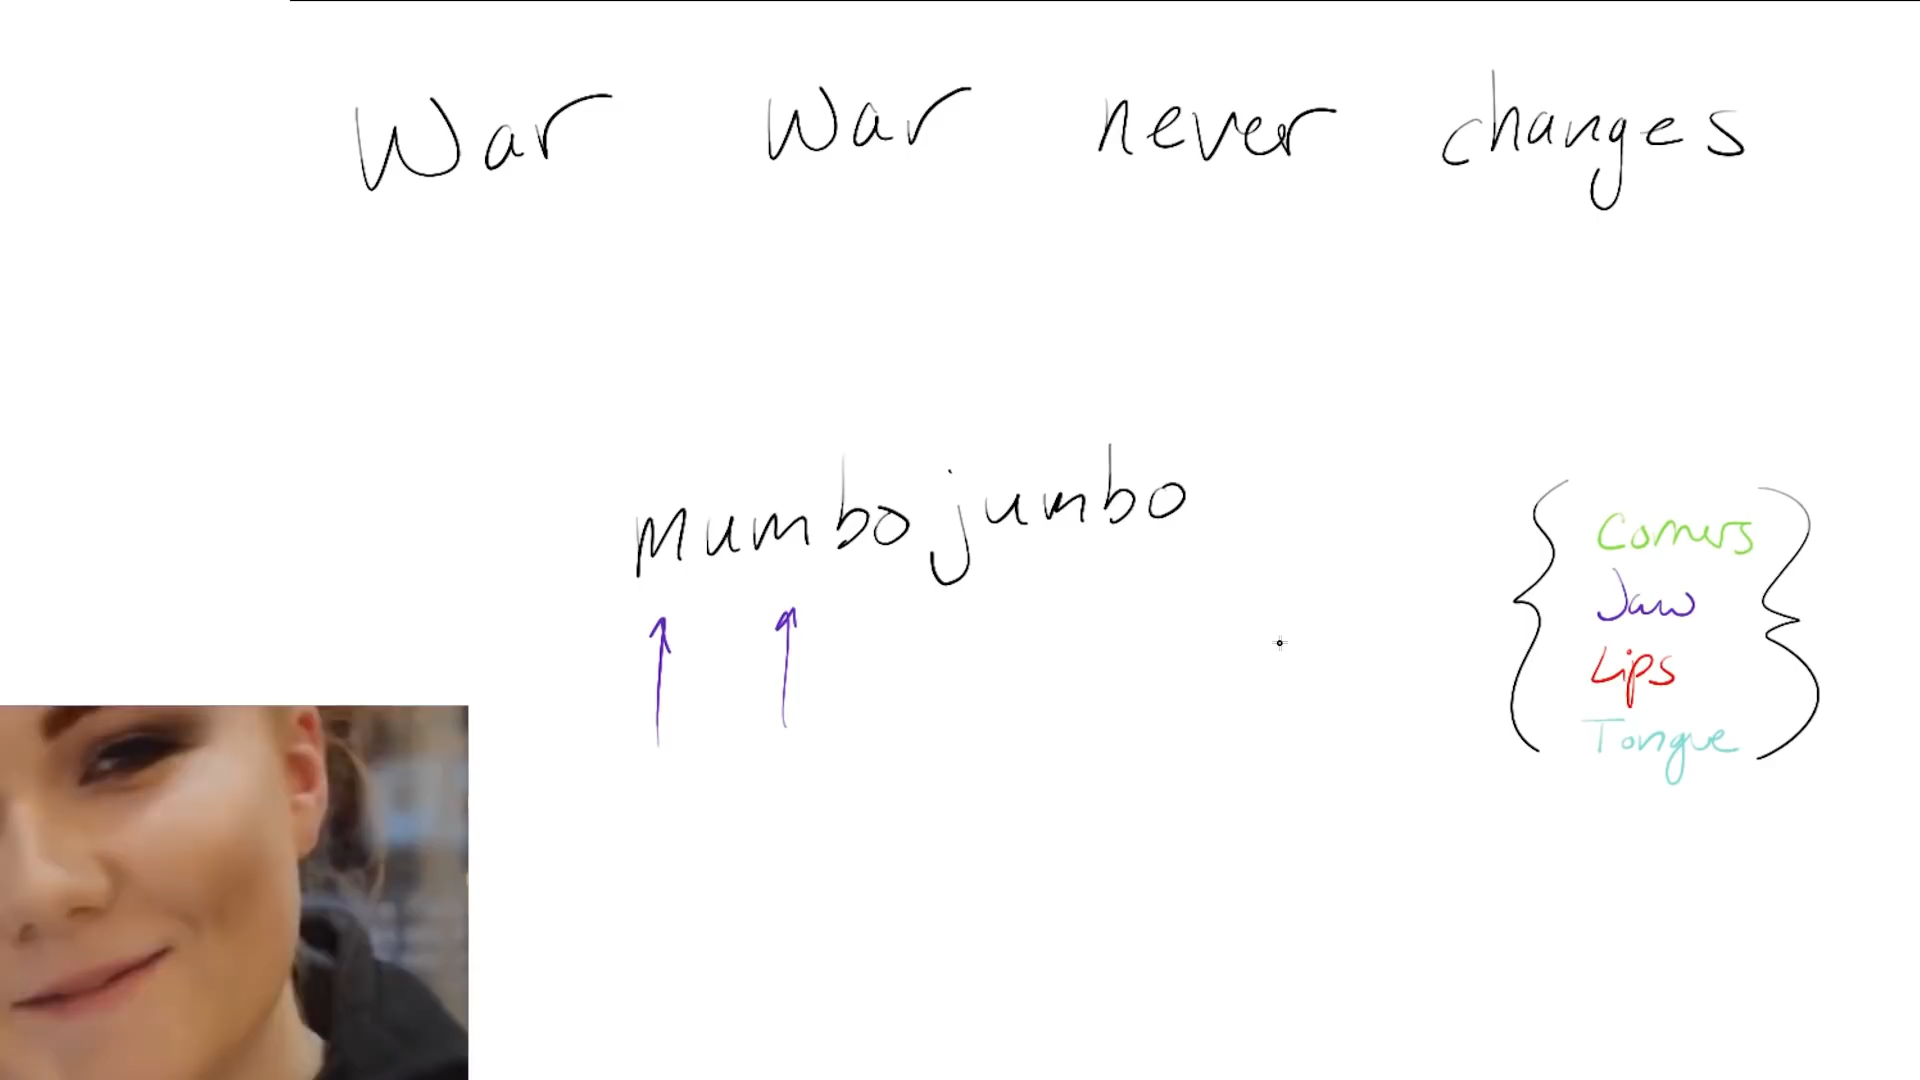 War War never changes
mumbojumbo
Corners
Jaw
Lips
Tongue